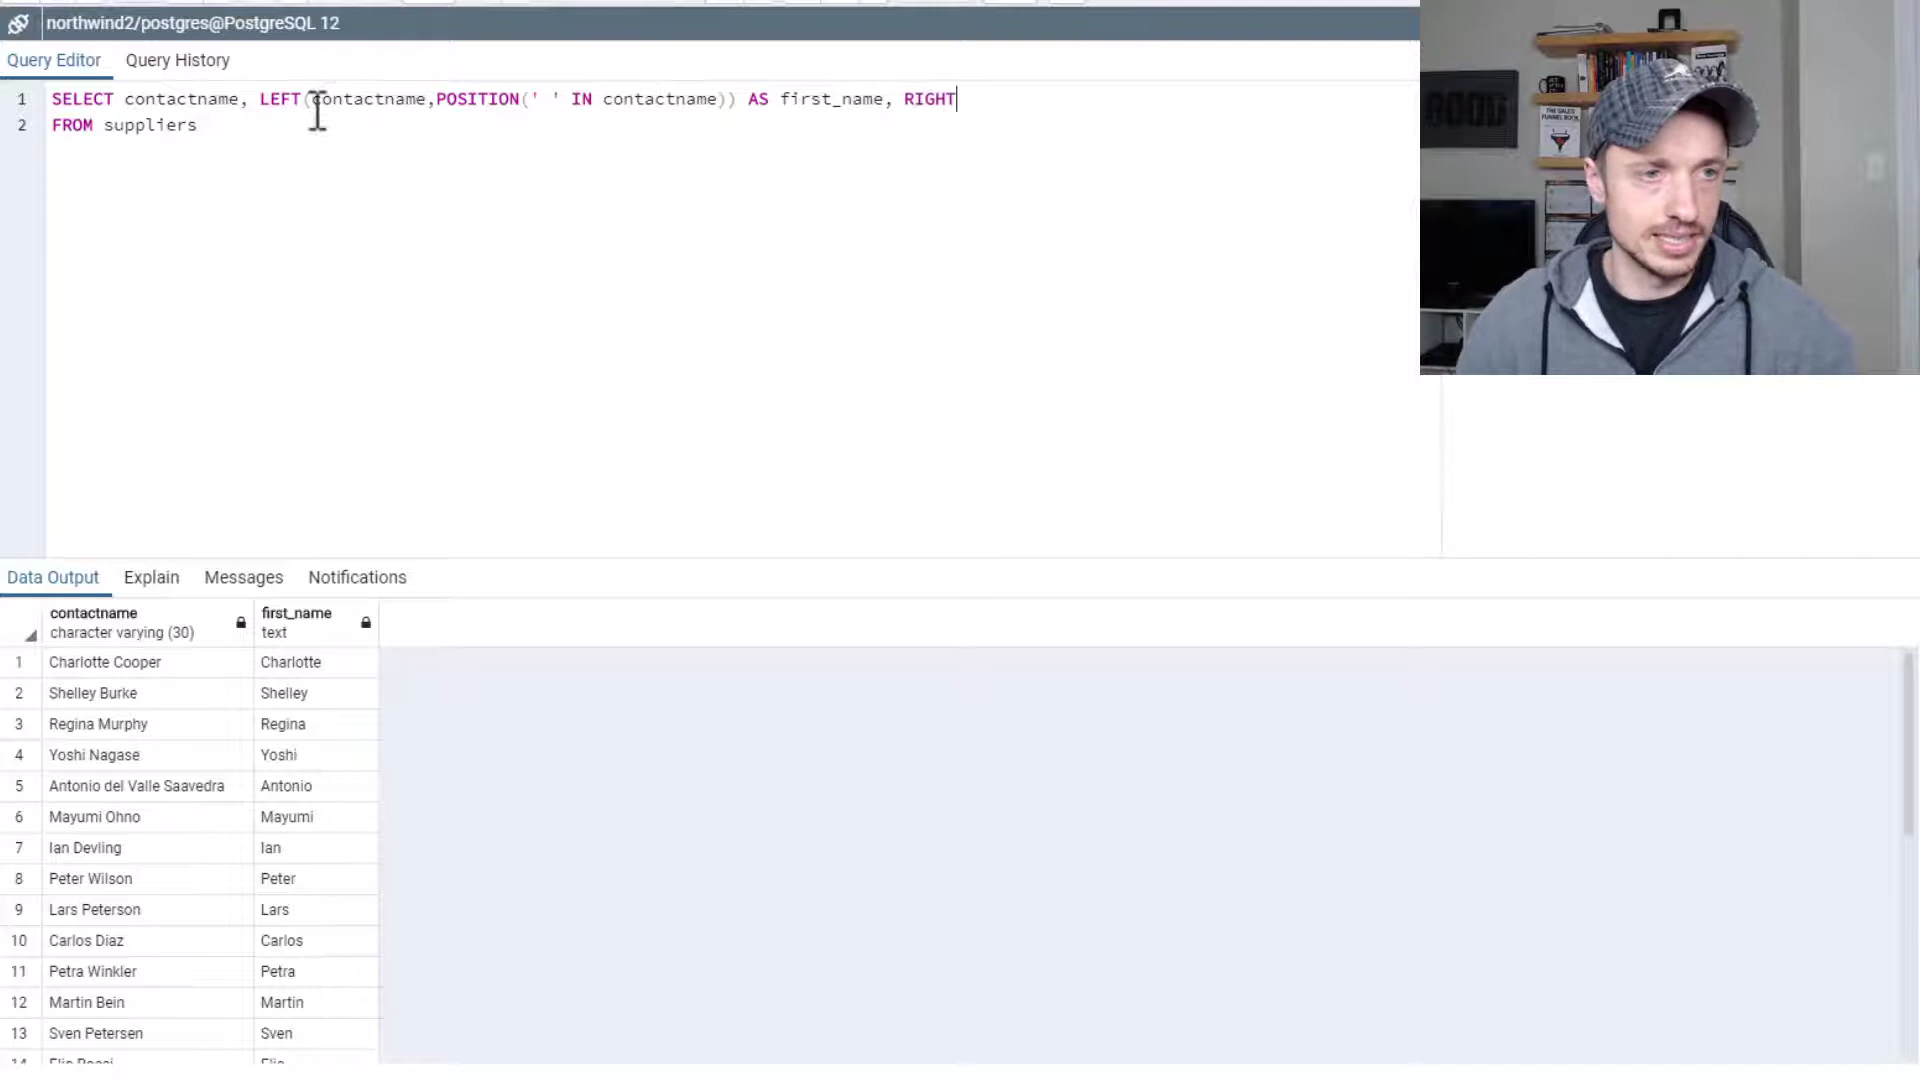 northwind2/postgres@PostgreSQL 12
Query Editor Query History
1 SELECT contactname, LEFT(contactname,POSITION(' ' IN contactname)) AS first_name, RIGHT
2 FROM suppliers
THE SALES
FUNNEL BOOK
Data Output Explain Messages Notifications
contactname first_name
character varying (30) text
1 Charlotte Cooper Charlotte
2 Shelley Burke Shelley
3 Regina Murphy Regina
4 Yoshi Nagase Yoshi
5 Antonio del Valle Saavedra Antonio
6 Mayumi Ohno Mayumi
7 Ian Devling Ian
8 Peter Wilson Peter
9 Lars Peterson Lars
10 Carlos Diaz Carlos
11 Petra Winkler Petra
12 Martin Bein Martin
13 Sven Petersen Sven